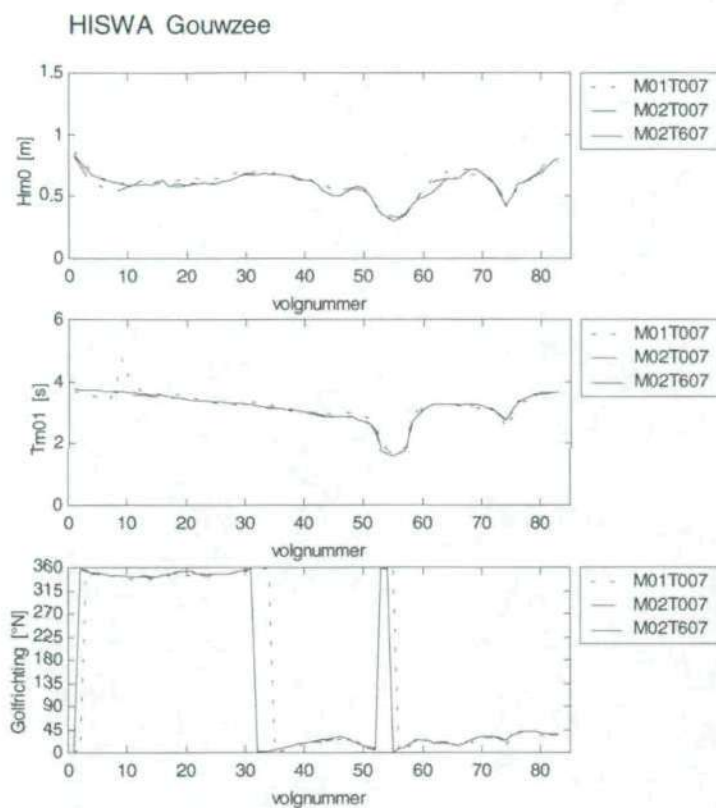 HISWA Gouwzee
1.5
1
0.5
0
Hm0 [m]
0 10 20 30 40 50 60 70 80
volgnummer
M01T007
M02T007
M02T607
6
4
2
0
Tm01 [s]
0 10 20 30 40 50 60 70 80
volgnummer
M01T007
M02T007
M02T607
360
315
270
225
180
135
90
45
0
Golfrichting [°N]
0 10 20 30 40 50 60 70 80
volgnummer
M01T007
M02T007
M02T607